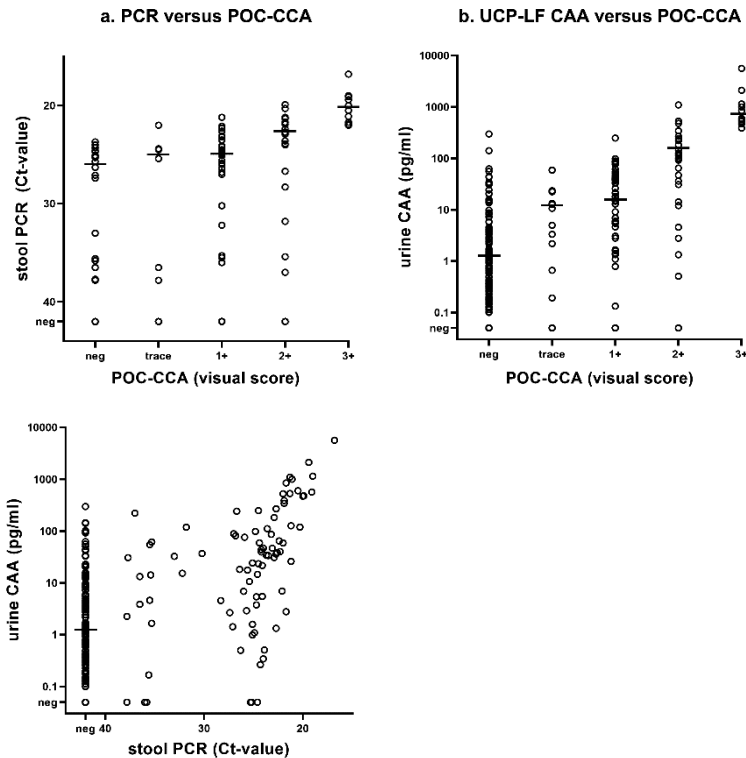 a. PCR versus POC-CCA
20
30
40
neg
stool PCR (Ct-value)
neg trace 1+ 2+ 3+
POC-CCA (visual score)
b. UCP-LF CAA versus POC-CCA
10000
1000
100
10
1
0.1
neg
urine CAA (pg/ml)
neg trace 1+ 2+ 3+
POC-CCA (visual score)
10000
1000
100
10
1
0.1
neg
urine CAA (pg/ml)
neg 40 30 20
stool PCR (Ct-value)